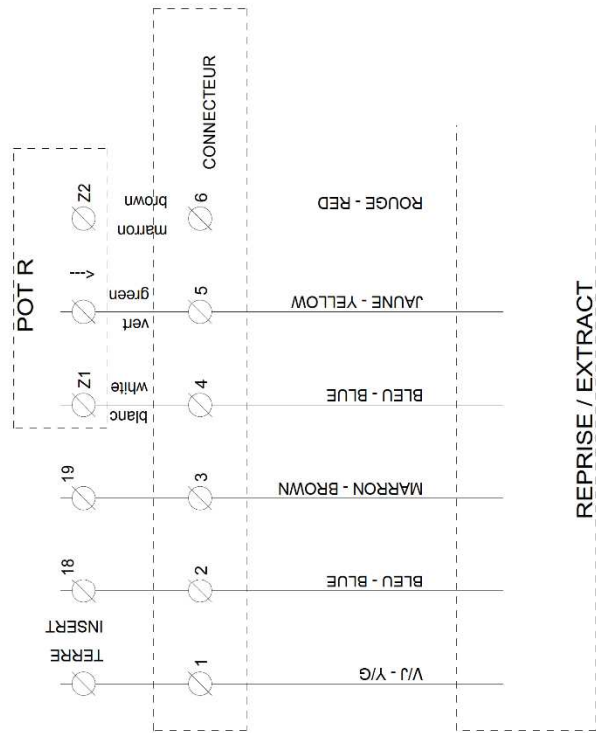 POT R
Z2
--->
Z1
19
18
INSERT
TERRE
marron
brown
vert
green
blanc
white
CONNECTEUR
6
5
4
3
2
1
ROUGE - RED
JAUNE - YELLOW
BLEU - BLUE
MARRON - BROWN
BLEU - BLUE
V/J - Y/G
REPRISE / EXTRACT